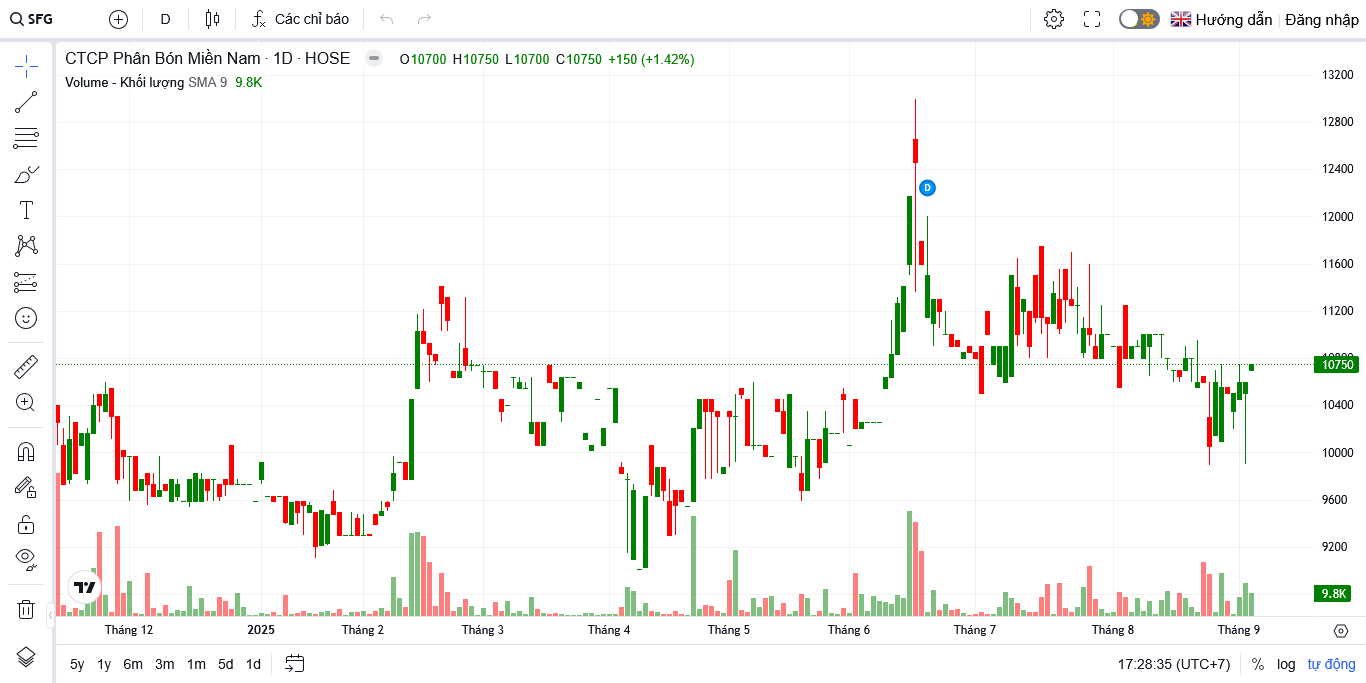 SFG D Các chỉ báo Hướng dẫn Đăng nhập
CTCP Phân Bón Miền Nam · 1D · HOSE O10700 H10750 L10700 C10750 +150 (+1.42%)
Volume - Khối lượng SMA 9 9.8K
13200
12800
12400
D
12000
11600
11200
10750
10400
10000
9600
9200
9.8K
Tháng 12 2025 Tháng 2 Tháng 3 Tháng 4 Tháng 5 Tháng 6 Tháng 7 Tháng 8 Tháng 9
5y 1y 6m 3m 1m 5d 1d 17:28:35 (UTC+7) % log tự động